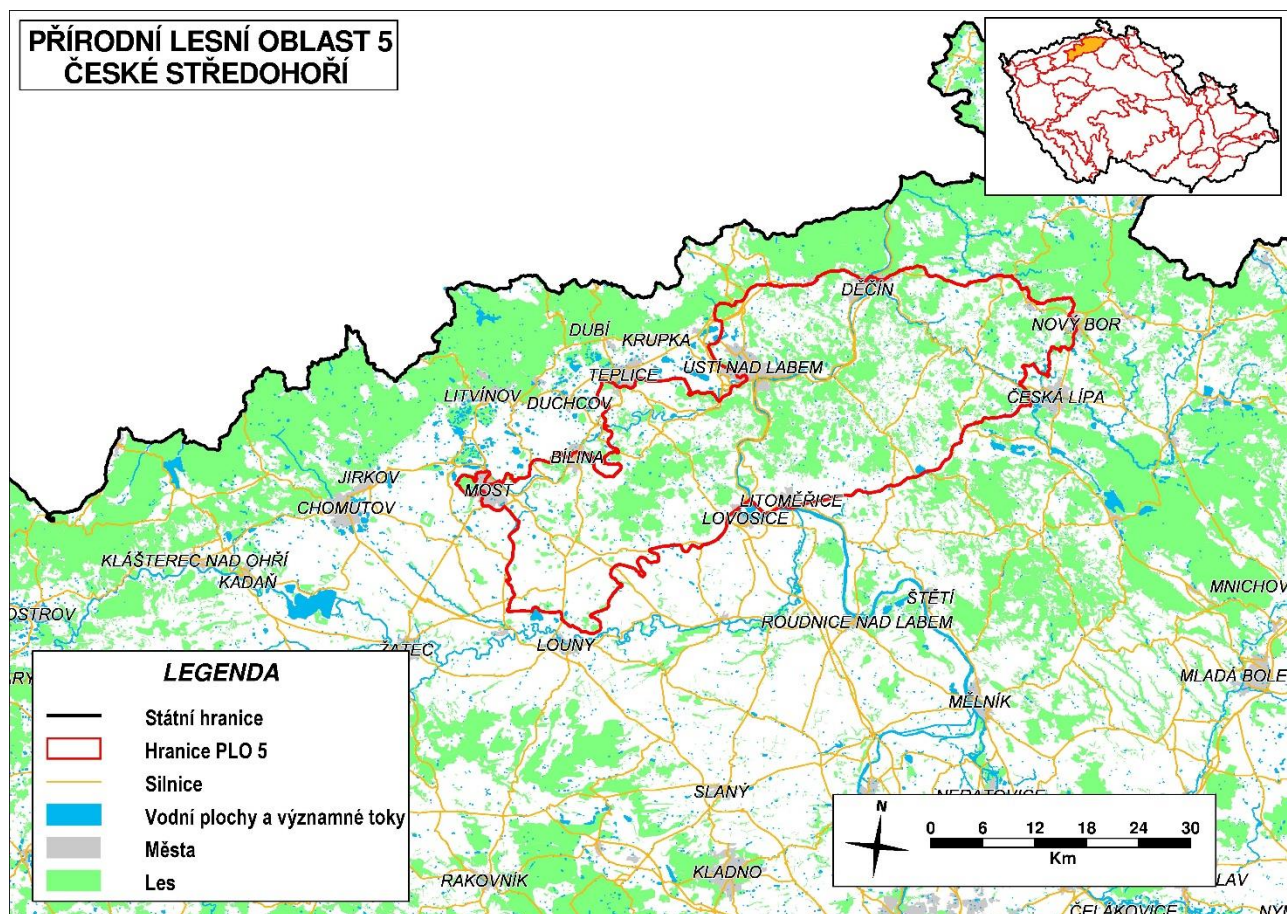 PŘÍRODNÍ LESNÍ OBLAST 5
ČESKÉ STŘEDOHOŘÍ
DĚČÍN
NOVÝ BOR
DUBÍ
KRUPKA
ÚSTÍ NAD LABEM
TEPLICE
LITVÍNOV
DUCHCOV
ČESKÁ LÍPA
BÍLINA
JIRKOV
MOST
CHOMUTOV
LITOMĚŘICE
LOVOSICE
KLÁŠTEREC NAD OHŘÍ
KADAŇ
MNICHOV
OSTROV
ŠTĚTÍ
ROUDNICE NAD LABEM
LOUNY
ŽATEC
MLADÁ BOLE
MĚLNÍK
SLANÝ
KLADNO
RAKOVNÍK
LAV
LEGENDA
Státní hranice
Hranice PLO 5
Silnice
Vodní plochy a významné toky
Města
Les
N
0 6 12 18 24 30
Km